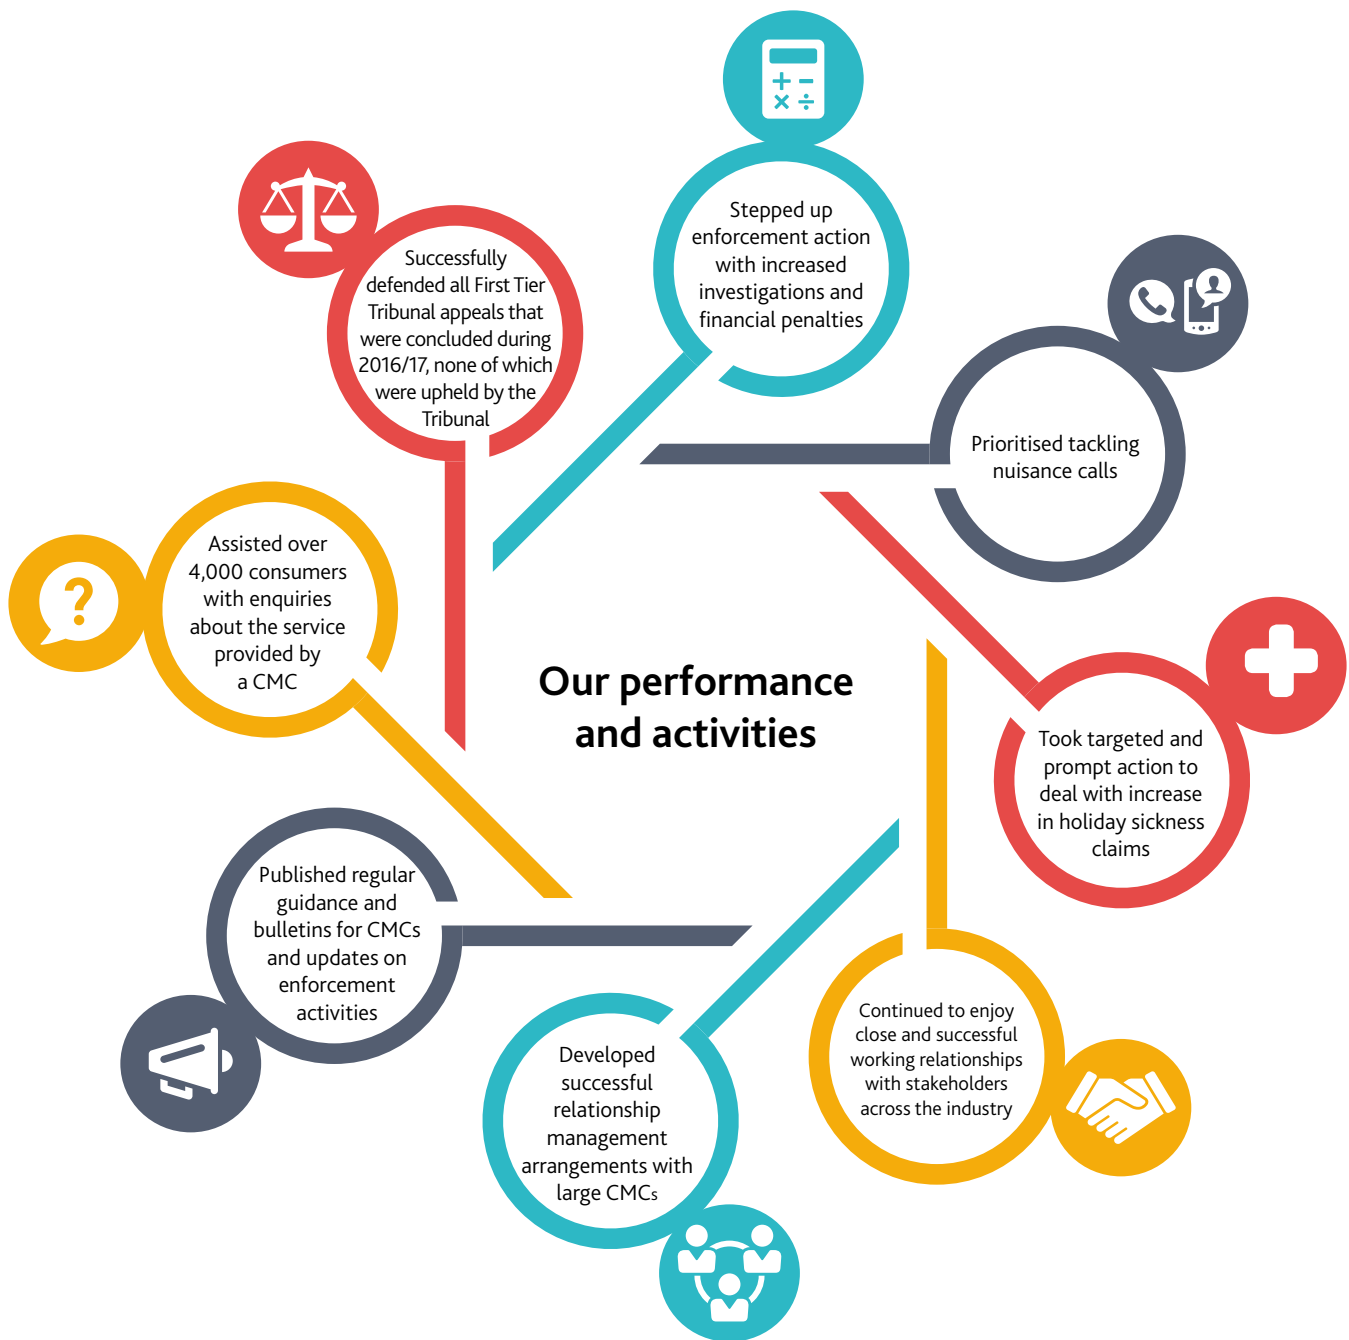 Stepped up
enforcement action
with increased
investigations and
financial penalties
Successfully
defended all First Tier
Tribunal appeals that
were concluded during
2016/17, none of which
were upheld by the
Tribunal
Prioritised tackling
nuisance calls
Assisted over
4,000 consumers
with enquiries
about the service
provided by
a CMC
Our performance
and activities
Took targeted and
prompt action to
deal with increase
in holiday sickness
claims
Published regular
guidance and
bulletins for CMCs
and updates on
enforcement
activities
Continued to enjoy
close and successful
working relationships
with stakeholders
across the industry
Developed
successful
relationship
management
arrangements with
large CMCs